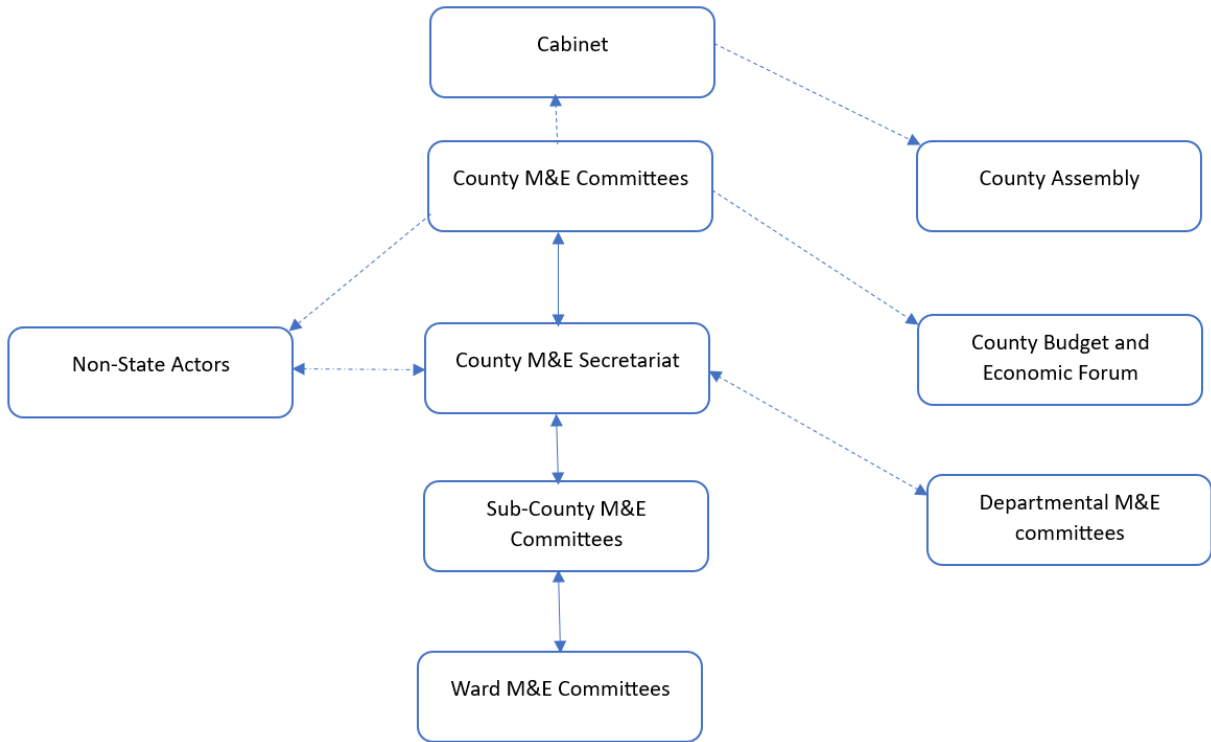 Cabinet
County M&E Committees
County Assembly
Non-State Actors
County M&E Secretariat
County Budget and
Economic Forum
Sub-County M&E
Committees
Departmental M&E
committees
Ward M&E Committees